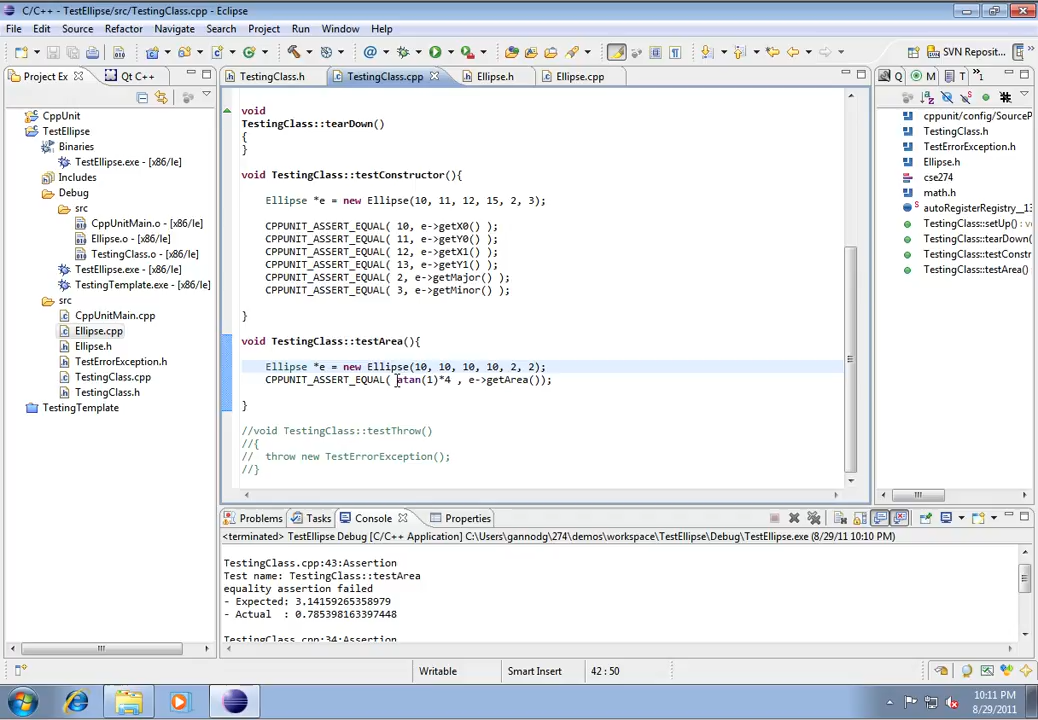 C/C++ - TestEllipse/src/TestingClass.cpp - Eclipse
File Edit Source Refactor Navigate Search Project Run Window Help
SVN Reposit...
Project Ex
Qt C++
TestingClass.h
TestingClass.cpp
Ellipse.h
Ellipse.cpp
Q
M
T
»1
CppUnit
TestEllipse
Binaries
TestEllipse.exe - [x86/le]
Includes
Debug
src
CppUnitMain.o - [x86/le]
Ellipse.o - [x86/le]
TestingClass.o - [x86/le]
TestEllipse.exe - [x86/le]
TestingTemplate.exe - [x86/le]
src
CppUnitMain.cpp
Ellipse.cpp
Ellipse.h
TestErrorException.h
TestingClass.cpp
TestingClass.h
TestingTemplate
void
TestingClass::tearDown()
{
}
void TestingClass::testConstructor(){
Ellipse *e = new Ellipse(10, 11, 12, 15, 2, 3);
CPPUNIT_ASSERT_EQUAL( 10, e->getX0() );
CPPUNIT_ASSERT_EQUAL( 11, e->getY0() );
CPPUNIT_ASSERT_EQUAL( 12, e->getX1() );
CPPUNIT_ASSERT_EQUAL( 13, e->getY1() );
CPPUNIT_ASSERT_EQUAL( 2, e->getMajor() );
CPPUNIT_ASSERT_EQUAL( 3, e->getMinor() );
}
void TestingClass::testArea(){
Ellipse *e = new Ellipse(10, 10, 10, 10, 2, 2);
CPPUNIT_ASSERT_EQUAL( atan(1)*4 , e->getArea());
}
//void TestingClass::testThrow()
//{
// throw new TestErrorException();
//}
cppunit/config/SourceP
TestingClass.h
TestErrorException.h
Ellipse.h
cse274
math.h
autoRegisterRegistry__13
TestingClass::setUp() : v
TestingClass::tearDown(
TestingClass::testConstr
TestingClass::testArea()
Problems
Tasks
Console
Properties
<terminated> TestEllipse Debug [C/C++ Application] C:\Users\gannodg\274\demos\workspace\TestEllipse\Debug\TestEllipse.exe (8/29/11 10:10 PM)
TestingClass.cpp:43:Assertion
Test name: TestingClass::testArea
equality assertion failed
- Expected: 3.14159265358979
- Actual : 0.785398163397448
TestingClass.cpp:34:Assertion
Writable
Smart Insert
42 : 50
10:11 PM
8/29/2011